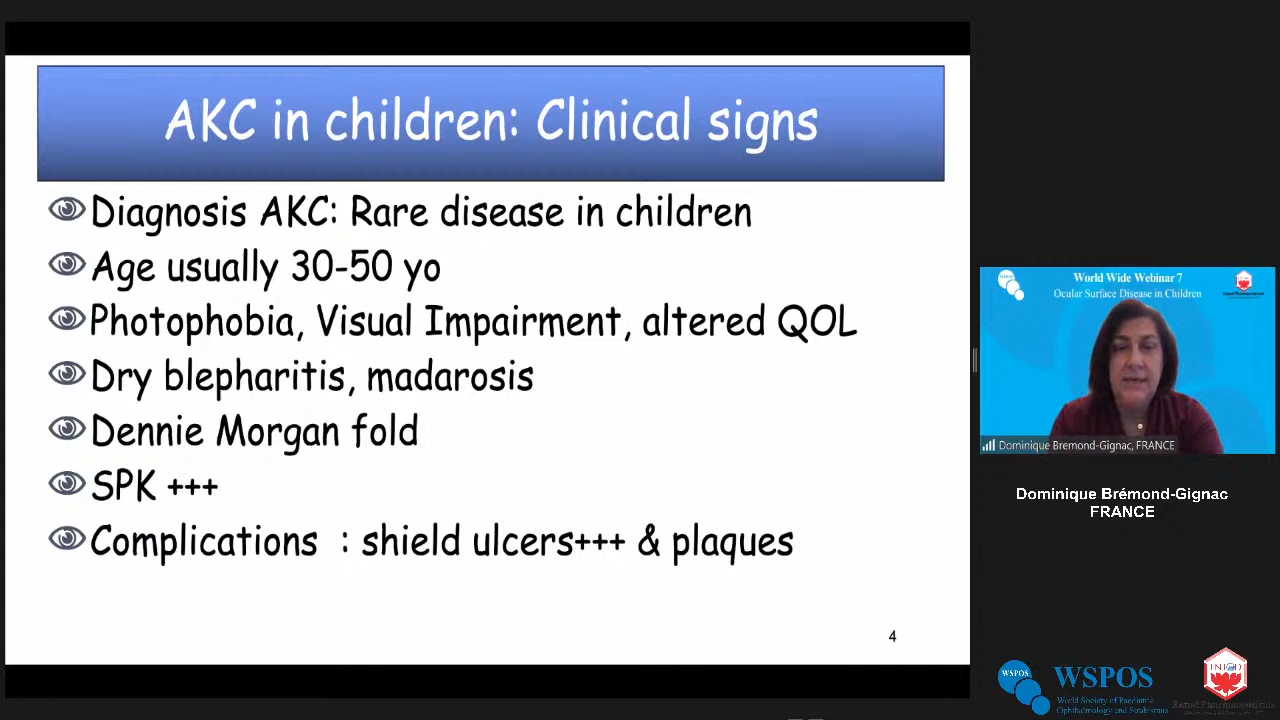 AKC in children: Clinical signs
Diagnosis AKC: Rare disease in children
Age usually 30-50 yo
Photophobia, Visual Impairment, altered QOL
Dry blepharitis, madarosis
Dennie Morgan fold
SPK +++
Complications : shield ulcers+++ & plaques
4
World Wide Webinar 7
Ocular Surface Disease in Children
Dominique Bremond-Gignac, FRANCE
Dominique Brémond-Gignac
FRANCE
WSPOS
WSPOS
World Society of Paediatric
Ophthalmology and Strabismus
Entod Pharmaceuticals